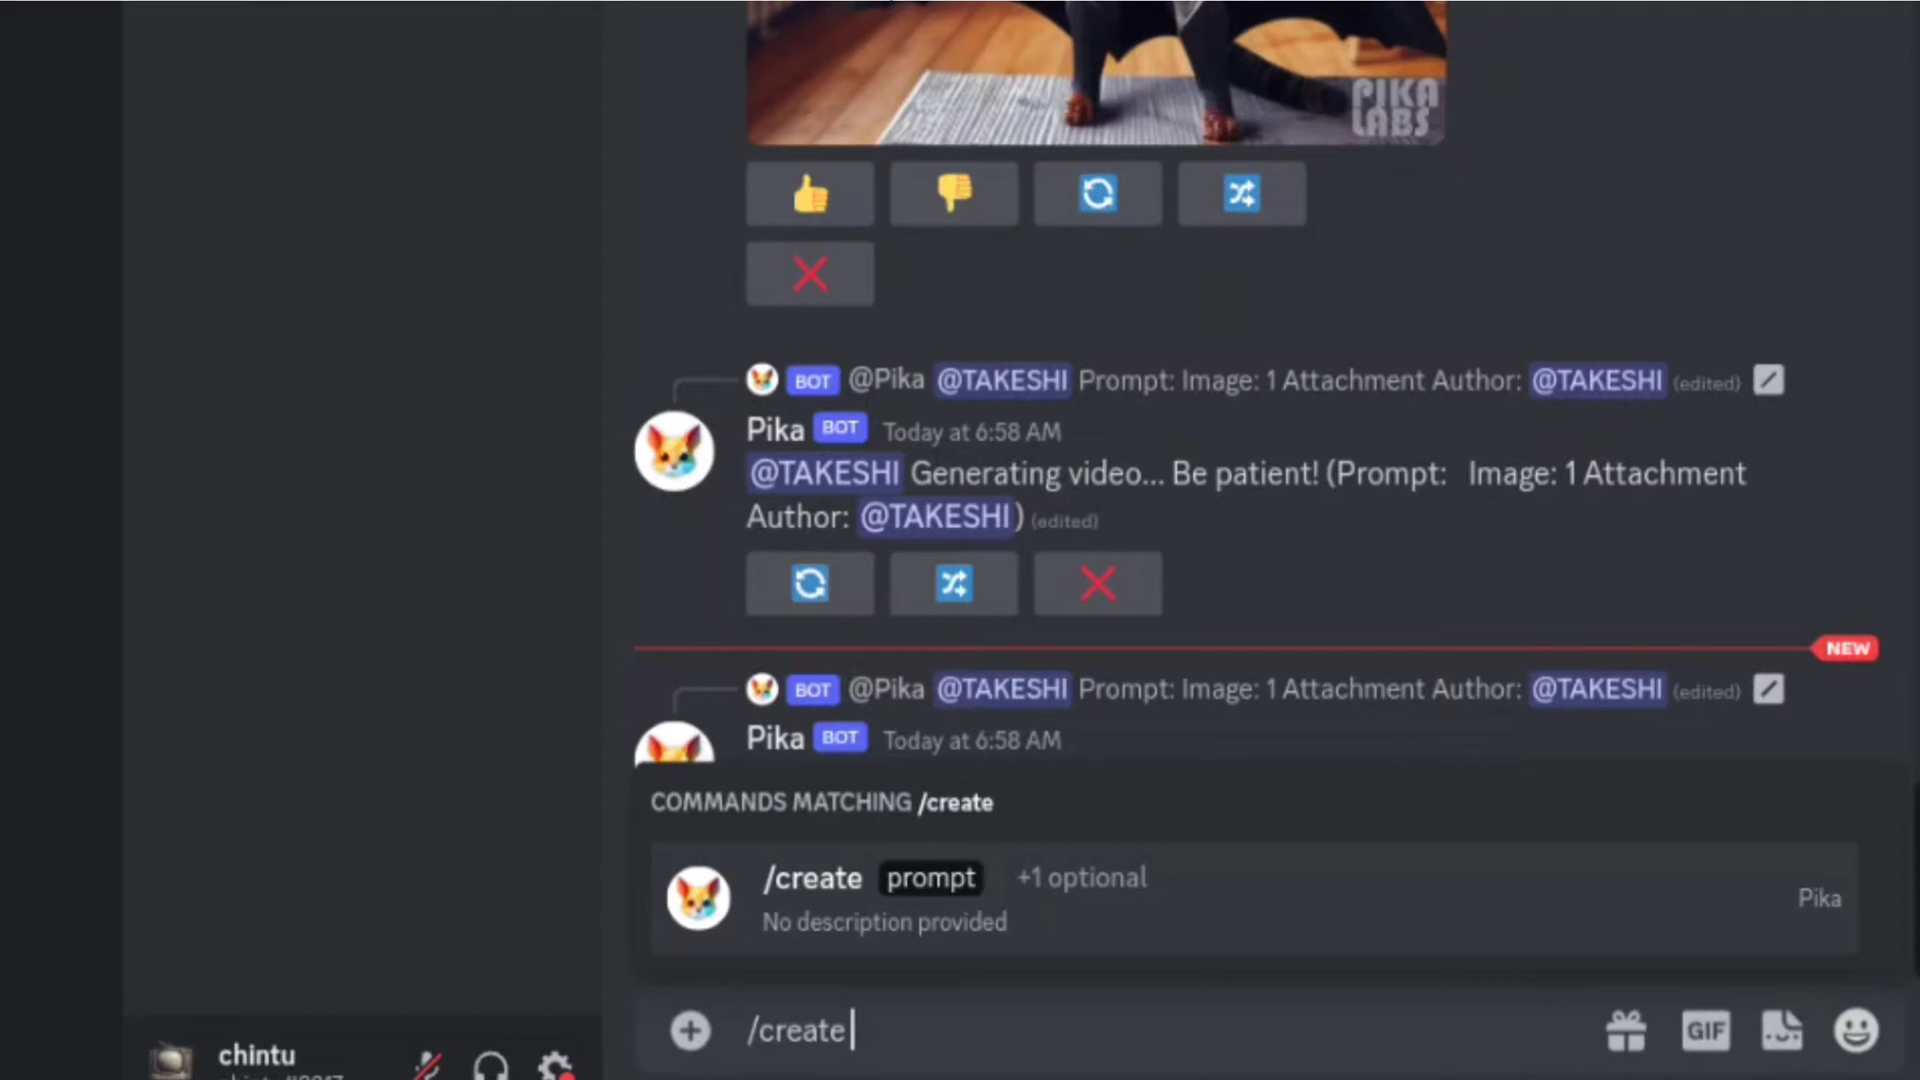 PIKA
LABS
BOT @Pika @TAKESHI Prompt: Image: 1 Attachment Author: @TAKESHI (edited)
Pika BOT Today at 6:58 AM
@TAKESHI Generating video... Be patient! (Prompt: Image: 1 Attachment
Author: @TAKESHI) (edited)
NEW
BOT @Pika @TAKESHI Prompt: Image: 1 Attachment Author: @TAKESHI (edited)
Pika BOT Today at 6:58 AM
COMMANDS MATCHING /create
/create prompt +1 optional
No description provided
Pika
/create
GIF
chintu